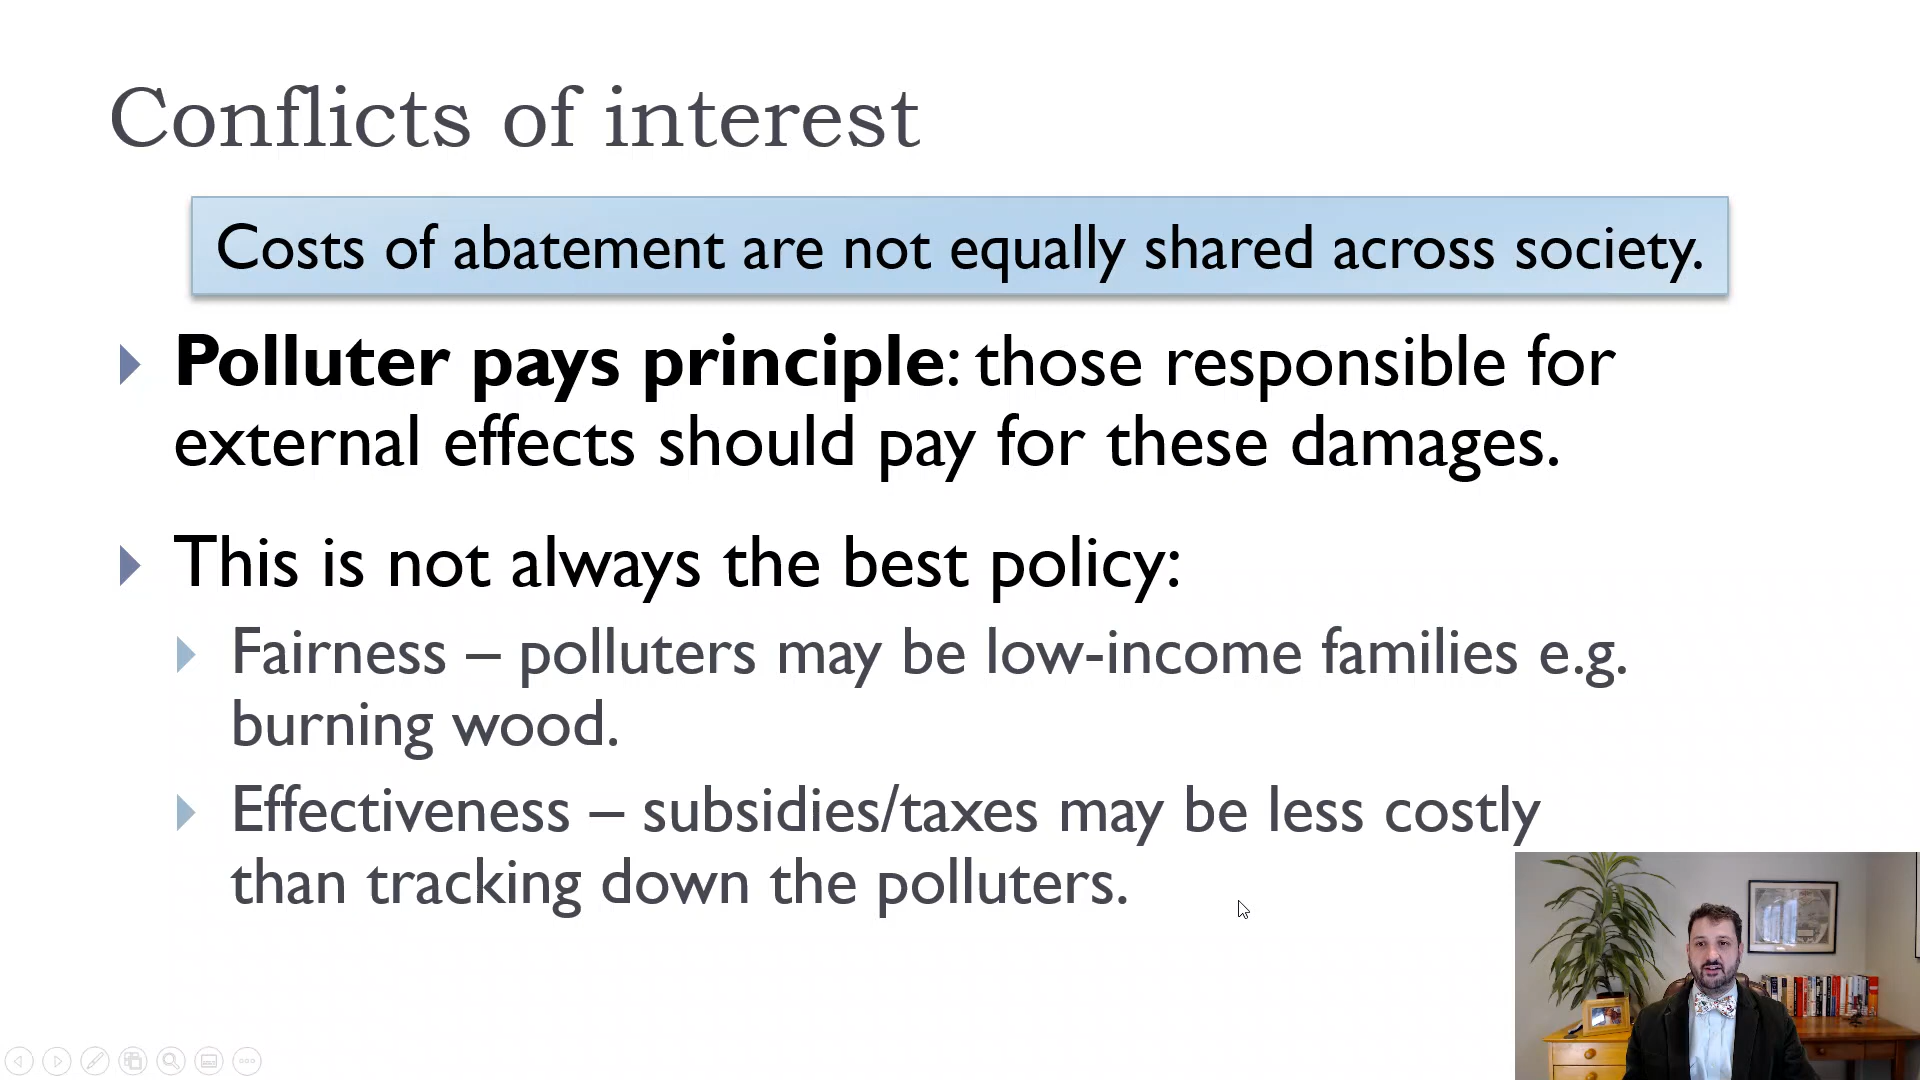 Conflicts of interest
Costs of abatement are not equally shared across society.
Polluter pays principle: those responsible for
external effects should pay for these damages.
This is not always the best policy:
Fairness – polluters may be low-income families e.g.
burning wood.
Effectiveness – subsidies/taxes may be less costly
than tracking down the polluters.